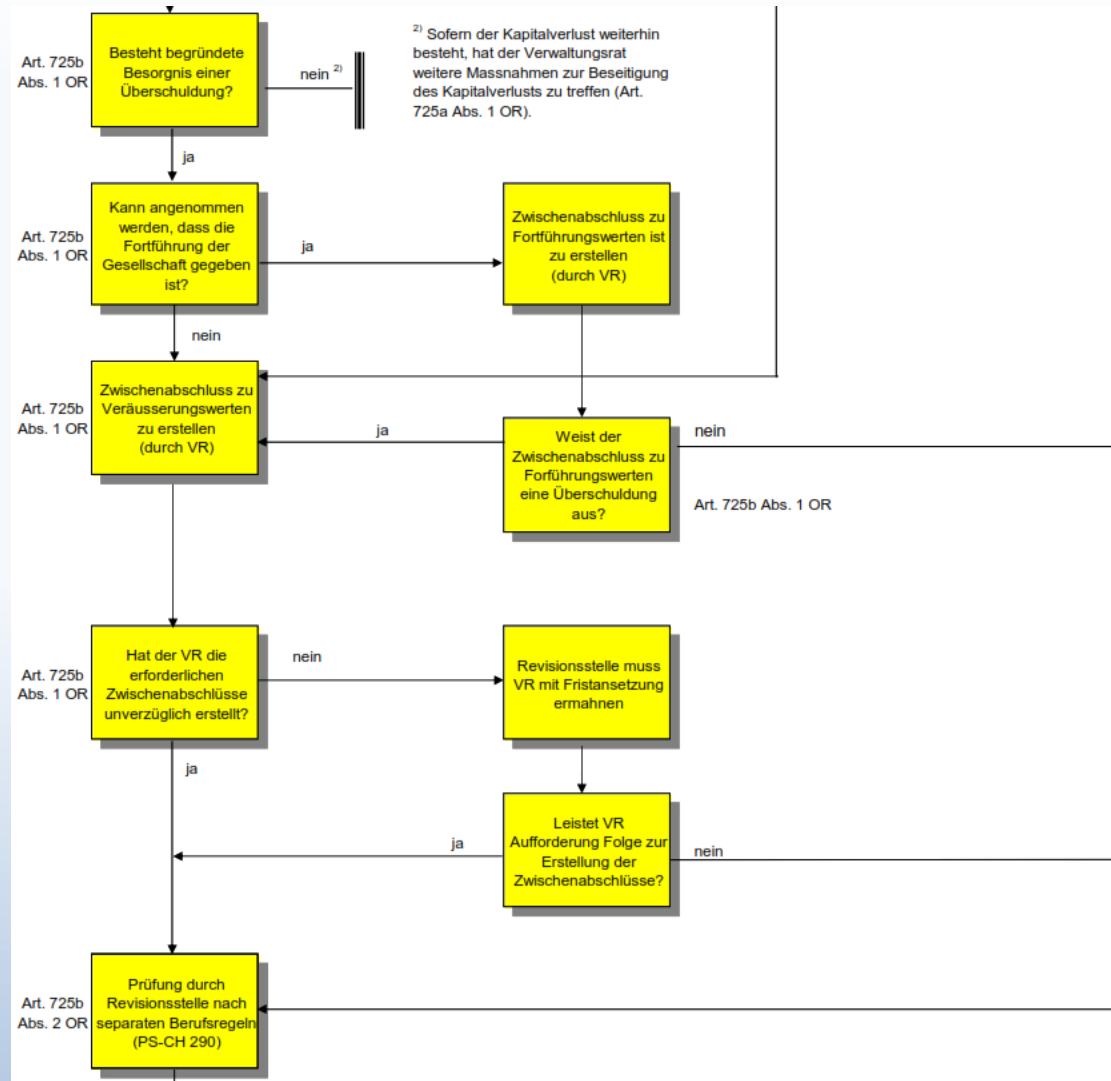 Art. 725b
Abs. 1 OR
Besteht begründete
Besorgnis einer
Überschuldung?
nein 2)
2) Sofern der Kapitalverlust weiterhin
besteht, hat der Verwaltungsrat
weitere Massnahmen zur Beseitigung
des Kapitalverlusts zu treffen (Art.
725a Abs. 1 OR).
ja
Art. 725b
Abs. 1 OR
Kann angenommen
werden, dass die
Fortführung der
Gesellschaft gegeben
ist?
ja
Zwischenabschluss zu
Fortführungswerten ist
zu erstellen
(durch VR)
nein
Art. 725b
Abs. 1 OR
Zwischenabschluss zu
Veräusserungswerten
zu erstellen
(durch VR)
ja
Weist der
Zwischenabschluss zu
Forführungswerten
eine Überschuldung
aus?
nein
Art. 725b Abs. 1 OR
Art. 725b
Abs. 1 OR
Hat der VR die
erforderlichen
Zwischenabschlüsse
unverzüglich erstellt?
nein
Revisionsstelle muss
VR mit Fristansetzung
ermahnen
ja
Leistet VR
Aufforderung Folge zur
Erstellung der
Zwischenabschlüsse?
ja
nein
Art. 725b
Abs. 2 OR
Prüfung durch
Revisionsstelle nach
separaten Berufsregeln
(PS-CH 290)